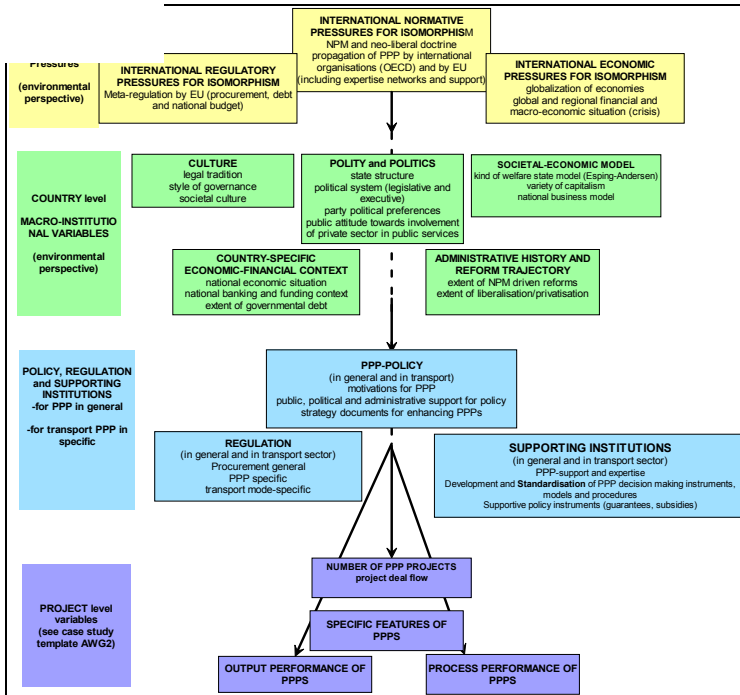 INTERNATIONAL NORMATIVE
PRESSURES FOR ISOMORPHISM
NPM and neo-liberal doctrine
propagation of PPP by international
organisations (OECD) and by EU
(including expertise networks and support)
Pressures
(environmental
perspective)
INTERNATIONAL REGULATORY
PRESSURES FOR ISOMORPHISM
Meta-regulation by EU (procurement, debt
and national budget)
INTERNATIONAL ECONOMIC
PRESSURES FOR ISOMORPHISM
globalization of economies
global and regional financial and
macro-economic situation (crisis)
COUNTRY level
MACRO-INSTITUTIO
NAL VARIABLES
(environmental
perspective)
CULTURE
legal tradition
style of governance
societal culture
POLITY and POLITICS
state structure
political system (legislative and
executive)
party political preferences
public attitude towards involvement
of private sector in public services
SOCIETAL-ECONOMIC MODEL
kind of welfare state model (Esping-Andersen)
variety of capitalism
national business model
COUNTRY-SPECIFIC
ECONOMIC-FINANCIAL CONTEXT
national economic situation
national banking and funding context
extent of governmental debt
ADMINISTRATIVE HISTORY AND
REFORM TRAJECTORY
extent of NPM driven reforms
extent of liberalisation/privatisation
POLICY, REGULATION
and SUPPORTING
INSTITUTIONS
-for PPP in general
-for transport PPP in
specific
PPP-POLICY
(in general and in transport)
motivations for PPP
public, political and administrative support for policy
strategy documents for enhancing PPPs
REGULATION
(in general and in transport sector)
Procurement general
PPP specific
transport mode-specific
SUPPORTING INSTITUTIONS
(in general and in transport sector)
PPP-support and expertise
Development and Standardisation of PPP decision making instruments,
models and procedures
Supportive policy instruments (guarantees, subsidies)
PROJECT level
variables
(see case study
template AWG2)
NUMBER OF PPP PROJECTS
project deal flow
SPECIFIC FEATURES OF
PPPS
OUTPUT PERFORMANCE OF
PPPS
PROCESS PERFORMANCE OF
PPPS